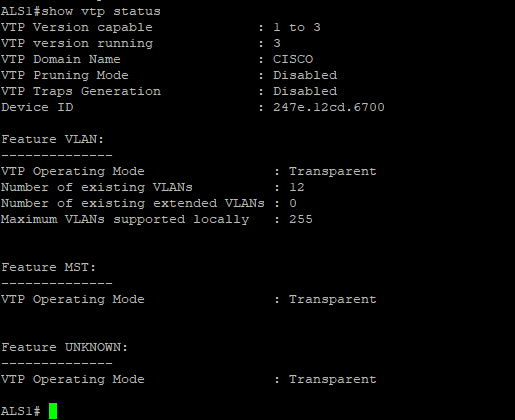 ALS1#show vtp status
VTP Version capable             : 1 to 3
VTP version running             : 3
VTP Domain Name                 : CISCO
VTP Pruning Mode                : Disabled
VTP Traps Generation            : Disabled
Device ID                       : 247e.12cd.6700
Feature VLAN:
--------------
VTP Operating Mode                : Transparent
Number of existing VLANs          : 12
Number of existing extended VLANs : 0
Maximum VLANs supported locally   : 255
Feature MST:
--------------
VTP Operating Mode                : Transparent
Feature UNKNOWN:
--------------
VTP Operating Mode                : Transparent
ALS1#